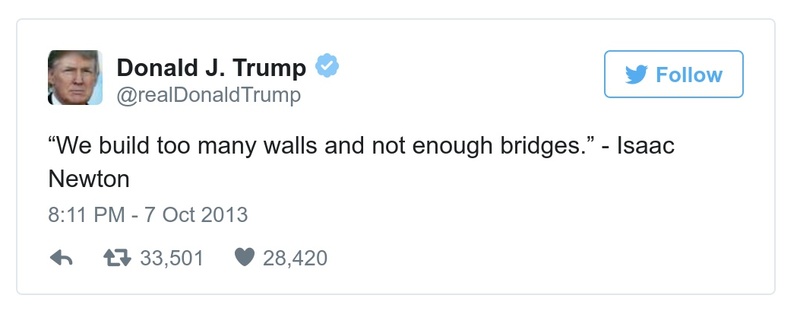 Donald J. Trump
@realDonaldTrump
Follow
“We build too many walls and not enough bridges.” - Isaac
Newton
8:11 PM - 7 Oct 2013
33,501 28,420